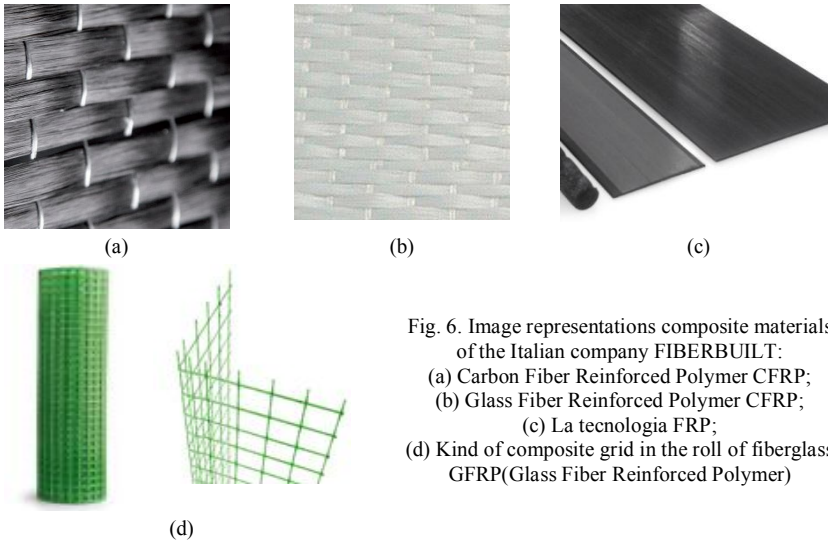 (a)
(b)
(c)
(d)
Fig. 6. Image representations composite materials
of the Italian company FIBERBUILT:
(a) Carbon Fiber Reinforced Polymer CFRP;
(b) Glass Fiber Reinforced Polymer CFRP;
(c) La tecnologia FRP;
(d) Kind of composite grid in the roll of fiberglass
GFRP(Glass Fiber Reinforced Polymer)